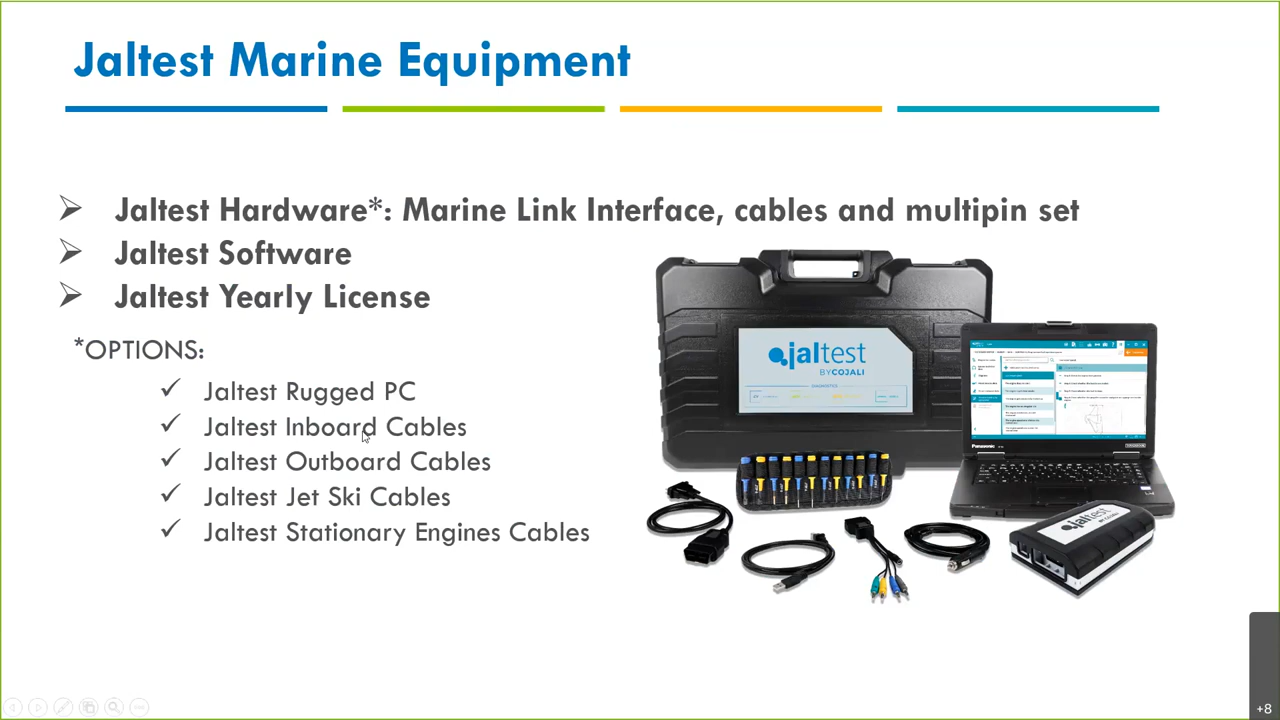 Jaltest Marine Equipment
Jaltest Hardware*: Marine Link Interface, cables and multipin set
Jaltest Software
Jaltest Yearly License
*OPTIONS:
Jaltest Rugged PC
Jaltest Inboard Cables
Jaltest Outboard Cables
Jaltest Jet Ski Cables
Jaltest Stationary Engines Cables
jaltest
BY COJALI
DIAGNOSTICS
Panasonic
jaltest
BY COJALI
+8